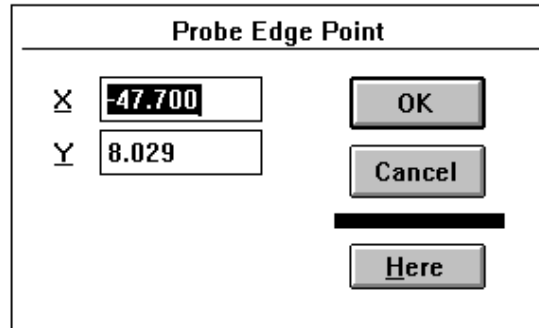 Probe Edge Point
X -47.700 OK
Y 8.029
Cancel
Here